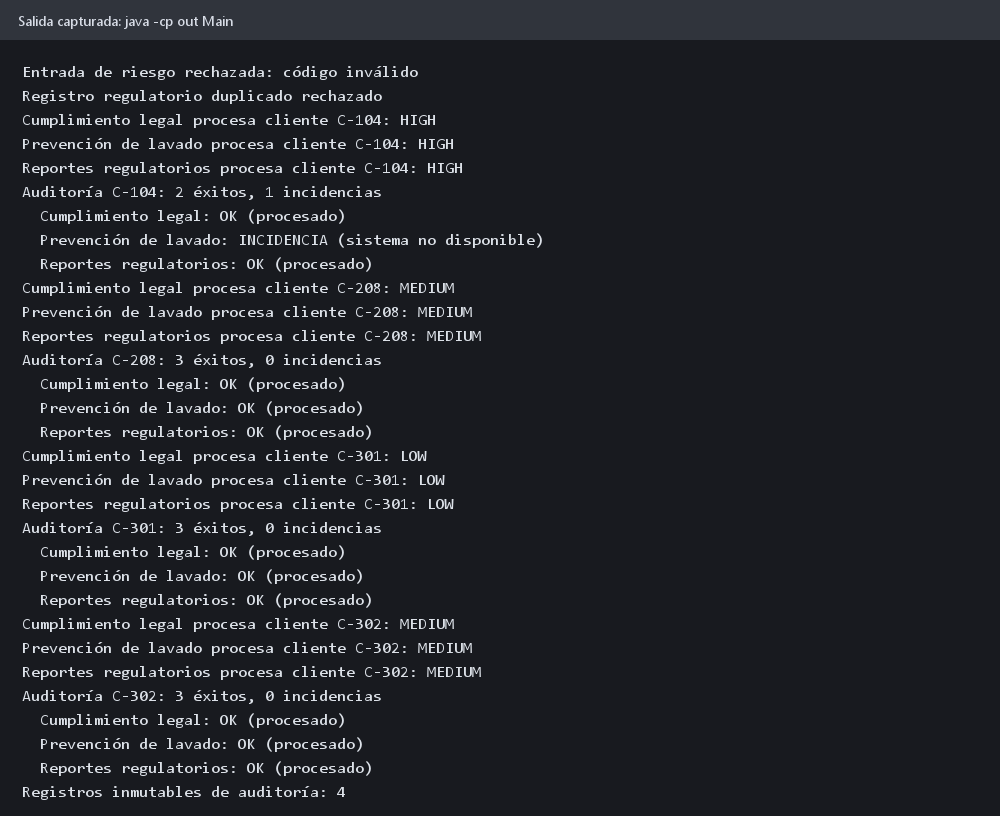 Salida capturada: java -cp out Main
Entrada de riesgo rechazada: código inválido
Registro regulatorio duplicado rechazado
Cumplimiento legal procesa cliente C-104: HIGH
Prevención de lavado procesa cliente C-104: HIGH
Reportes regulatorios procesa cliente C-104: HIGH
Auditoría C-104: 2 éxitos, 1 incidencias
  Cumplimiento legal: OK (procesado)
  Prevención de lavado: INCIDENCIA (sistema no disponible)
  Reportes regulatorios: OK (procesado)
Cumplimiento legal procesa cliente C-208: MEDIUM
Prevención de lavado procesa cliente C-208: MEDIUM
Reportes regulatorios procesa cliente C-208: MEDIUM
Auditoría C-208: 3 éxitos, 0 incidencias
  Cumplimiento legal: OK (procesado)
  Prevención de lavado: OK (procesado)
  Reportes regulatorios: OK (procesado)
Cumplimiento legal procesa cliente C-301: LOW
Prevención de lavado procesa cliente C-301: LOW
Reportes regulatorios procesa cliente C-301: LOW
Auditoría C-301: 3 éxitos, 0 incidencias
  Cumplimiento legal: OK (procesado)
  Prevención de lavado: OK (procesado)
  Reportes regulatorios: OK (procesado)
Cumplimiento legal procesa cliente C-302: MEDIUM
Prevención de lavado procesa cliente C-302: MEDIUM
Reportes regulatorios procesa cliente C-302: MEDIUM
Auditoría C-302: 3 éxitos, 0 incidencias
  Cumplimiento legal: OK (procesado)
  Prevención de lavado: OK (procesado)
  Reportes regulatorios: OK (procesado)
Registros inmutables de auditoría: 4